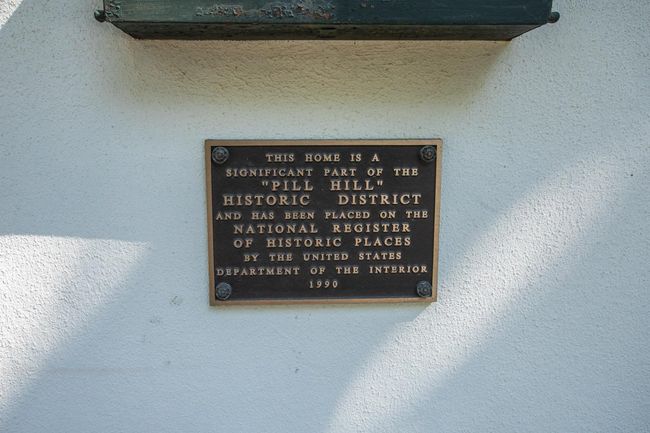 THIS HOME IS A
SIGNIFICANT PART OF THE
"PILL HILL"
HISTORIC DISTRICT
AND HAS BEEN PLACED ON THE
NATIONAL REGISTER
OF HISTORIC PLACES
BY THE UNITED STATES
DEPARTMENT OF THE INTERIOR
1990